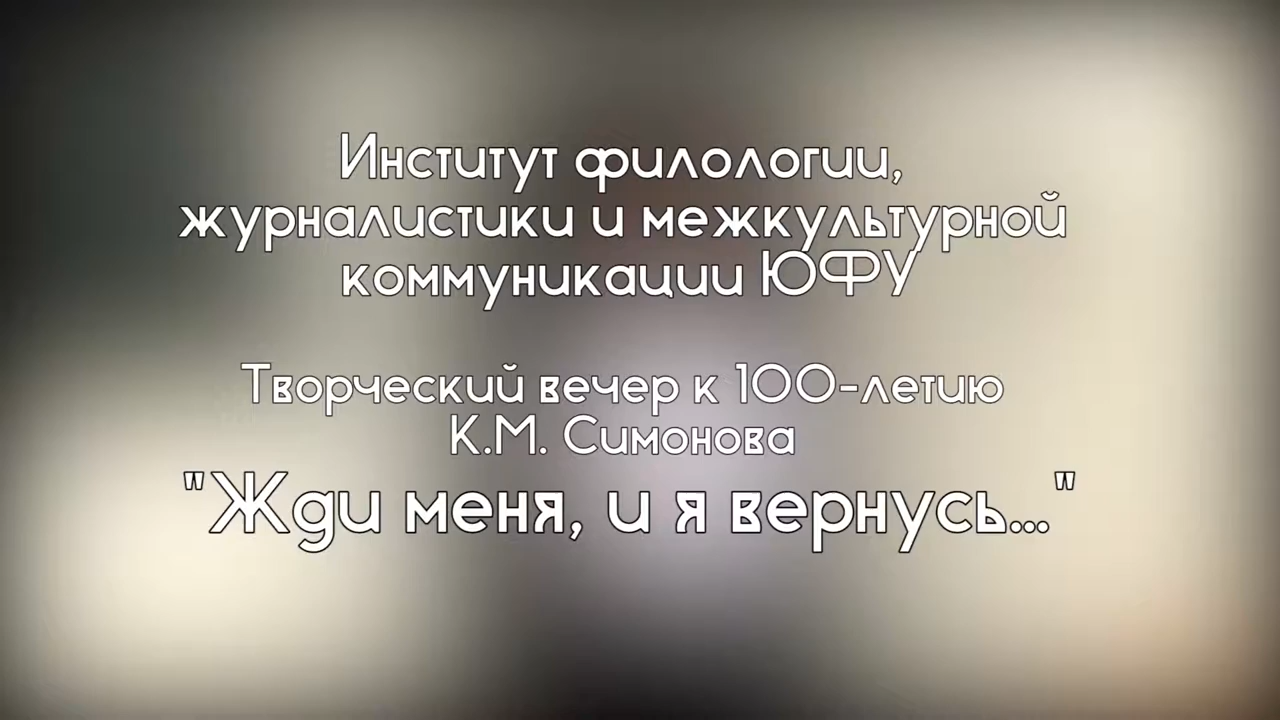 Институт филологии,
журналистики и межкультурной
коммуникации ЮФУ
Творческий вечер к 100-летию
К.М. Симонова
"Жди меня, и я вернусь..."